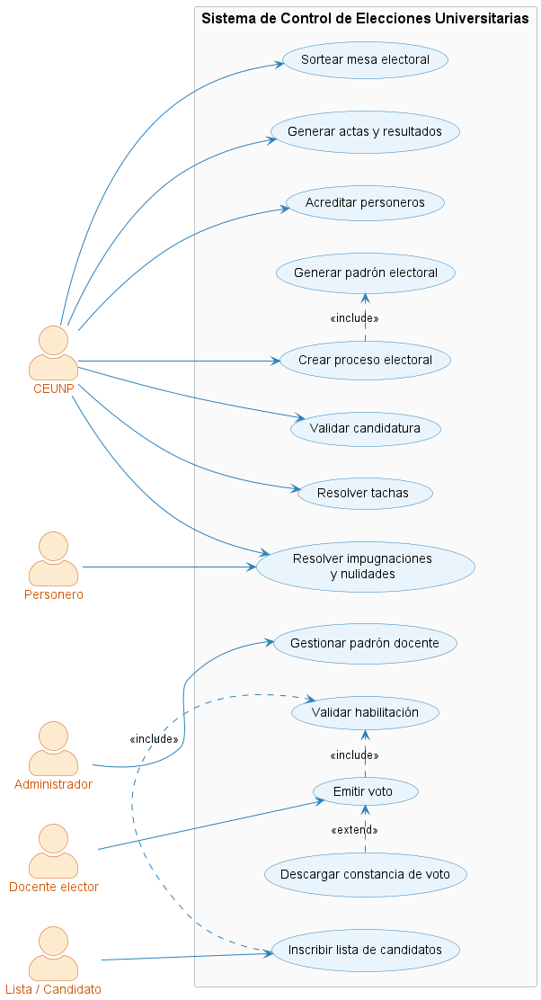 Sistema de Control de Elecciones Universitarias
Sortear mesa electoral
Generar actas y resultados
Acreditar personeros
Generar padrón electoral
«include»
Crear proceso electoral
CEUNP
Validar candidatura
Resolver tachas
Resolver impugnaciones
y nulidades
Personero
Gestionar padrón docente
Validar habilitación
«include»
«include»
Administrador
Emitir voto
«extend»
Docente elector
Descargar constancia de voto
Inscribir lista de candidatos
Lista / Candidato